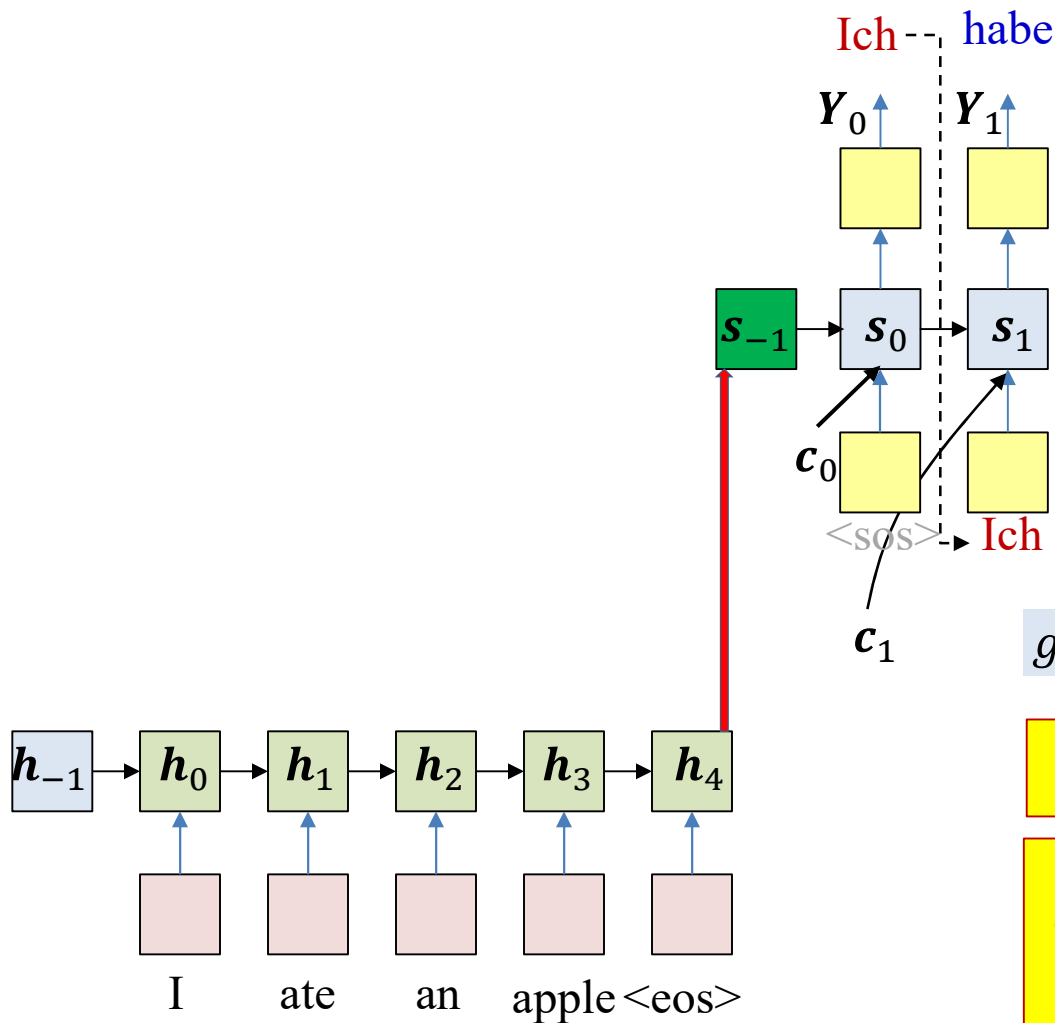 Ich habe
Y₀ Y₁
s₋₁ s₀ s₁
c₀
<sos> Ich
c₁
g
h₋₁ h₀ h₁ h₂ h₃ h₄
I ate an apple <eos>